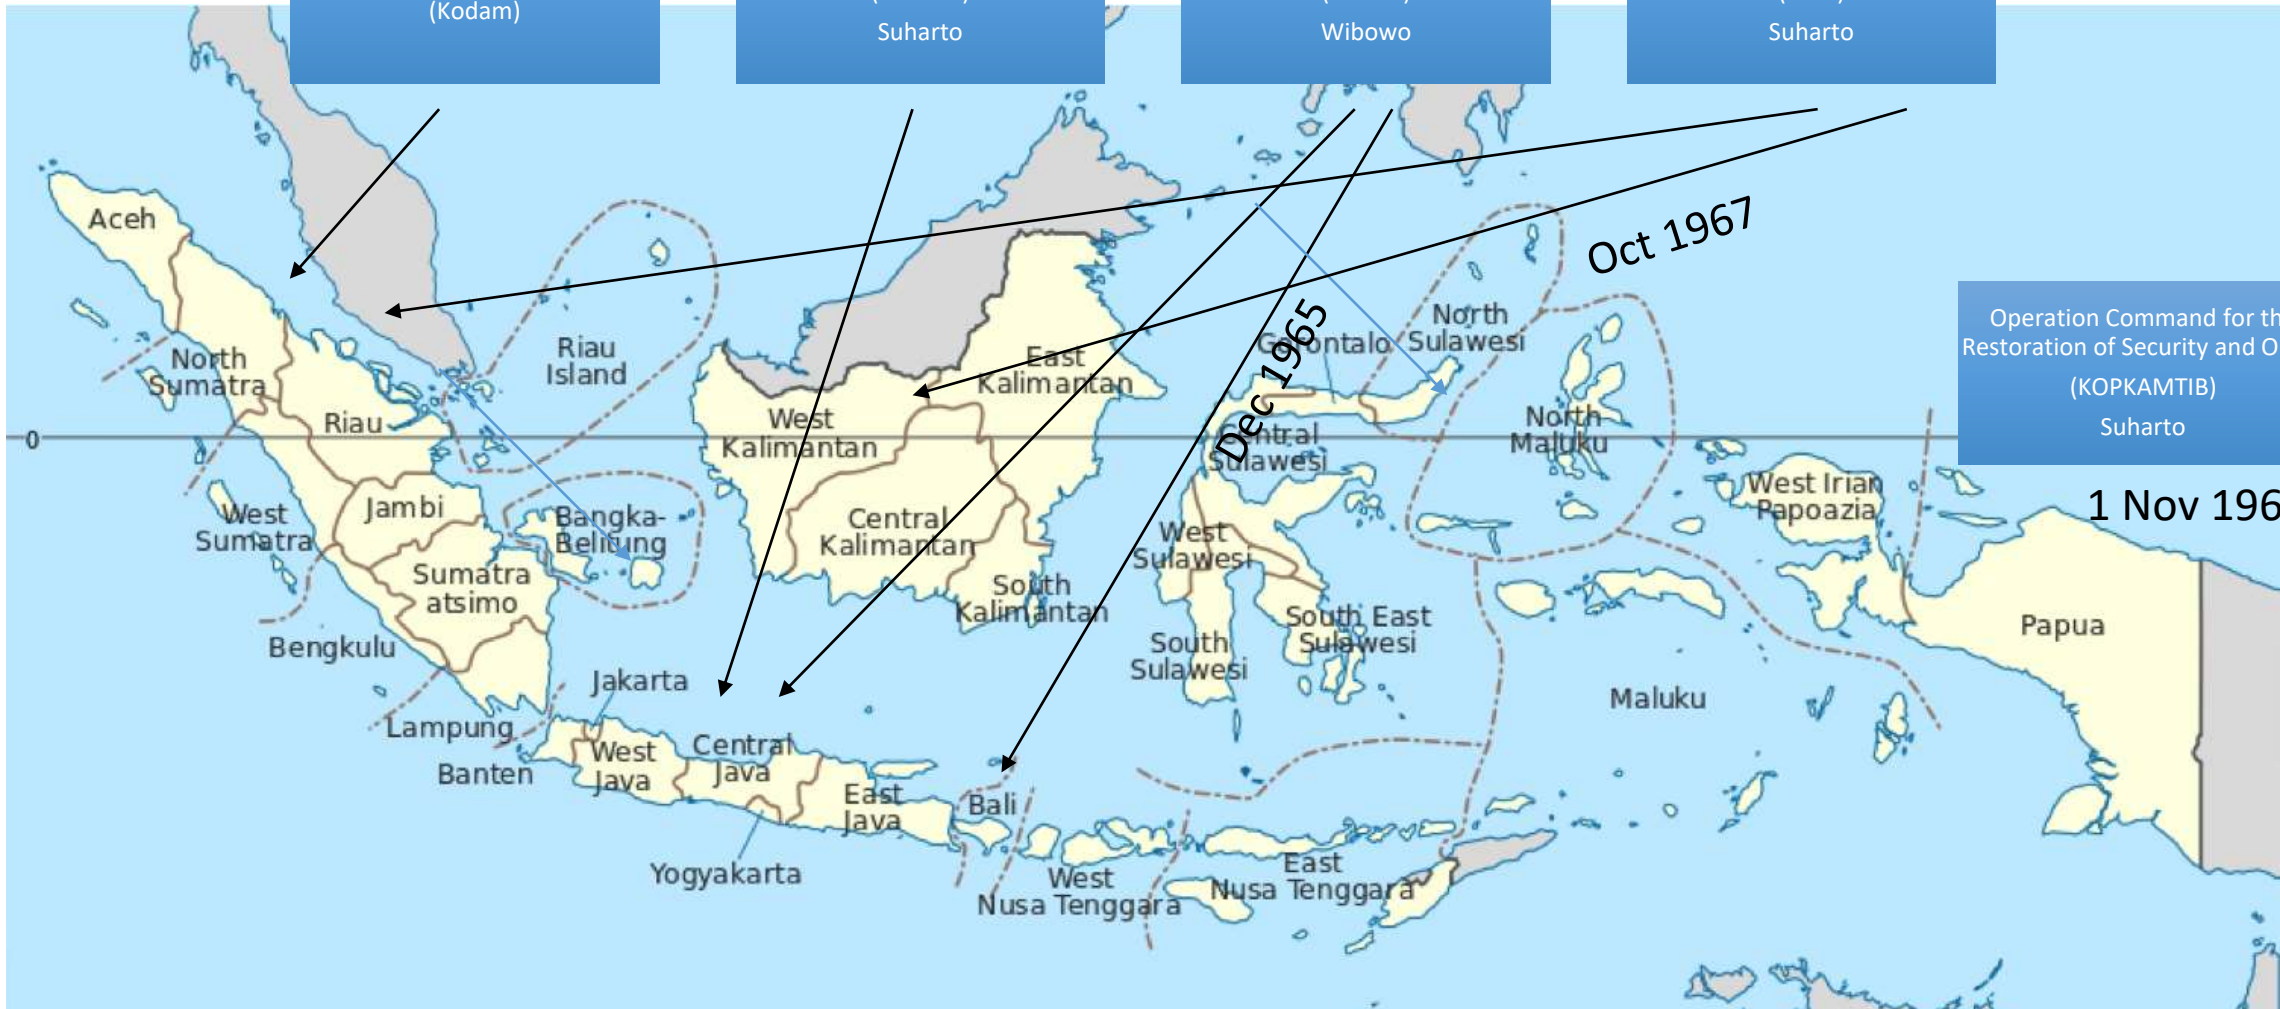 (Kodam)
Suharto
Wibowo
Suharto
Oct 1967
Dec 1965
Operation Command for th
Restoration of Security and O
(KOPKAMTIB)
Suharto
1 Nov 196
Aceh
North
Sumatra
Riau
Riau
Island
West
Sumatra
Jambi
Bangka-
Belitung
Sumatra
atsimo
Bengkulu
Lampung
Jakarta
Banten
West
Java
Central
Java
Yogyakarta
East
Java
Bali
West
Nusa Tenggara
East
Nusa Tenggara
West
Kalimantan
East
Kalimantan
Central
Kalimantan
South
Kalimantan
Gorontalo
North
Sulawesi
Central
Sulawesi
West
Sulawesi
South
Sulawesi
South East
Sulawesi
North
Maluku
Maluku
West Irian
Papoazia
Papua
0